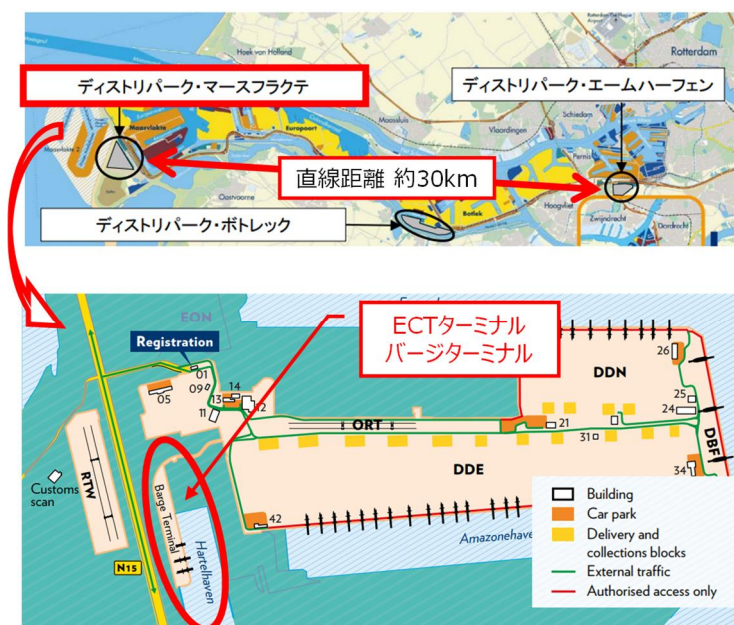 Hoek van Holland
Rotterdam
ディストリパーク・マースフラクテ
ディストリパーク・エームハーフェン
Maasvlakte
Europoort
Maassluis
Schiedam
Vlaardingen
Maasvlakte 2
Pernis
直線距離 約30km
Oostvoorne
Hoogvliet
Botlek
ディストリパーク・ボトレック
Zwijndrecht
Dordrecht
EON
ECTターミナル
バージターミナル
Registration
26
01
DDN
05
09
14
13
12
11
25
24
ORT
21
31
DBF
RTW
DDE
34
Customs
scan
Barge Terminal
42
Hartelhaven
Amazonehave
N15
Building
Car park
Delivery and
collections blocks
External traffic
Authorised access only